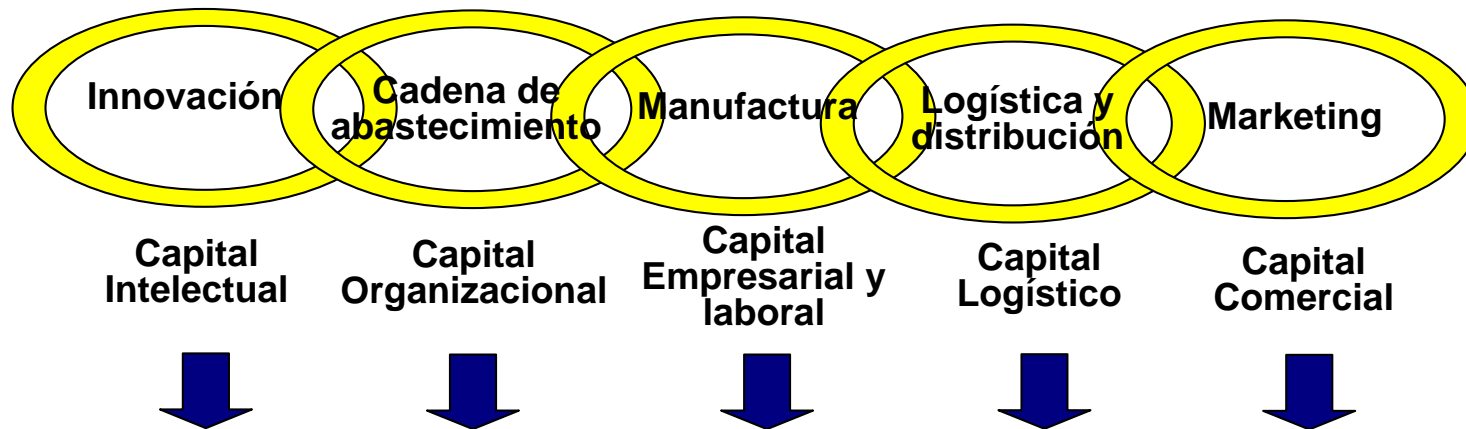 Innovación
Cadena de
abastecimiento
Manufactura
Logística y
distribución
Marketing
Capital
Intelectual
Capital
Organizacional
Capital
Empresarial y
laboral
Capital
Logístico
Capital
Comercial